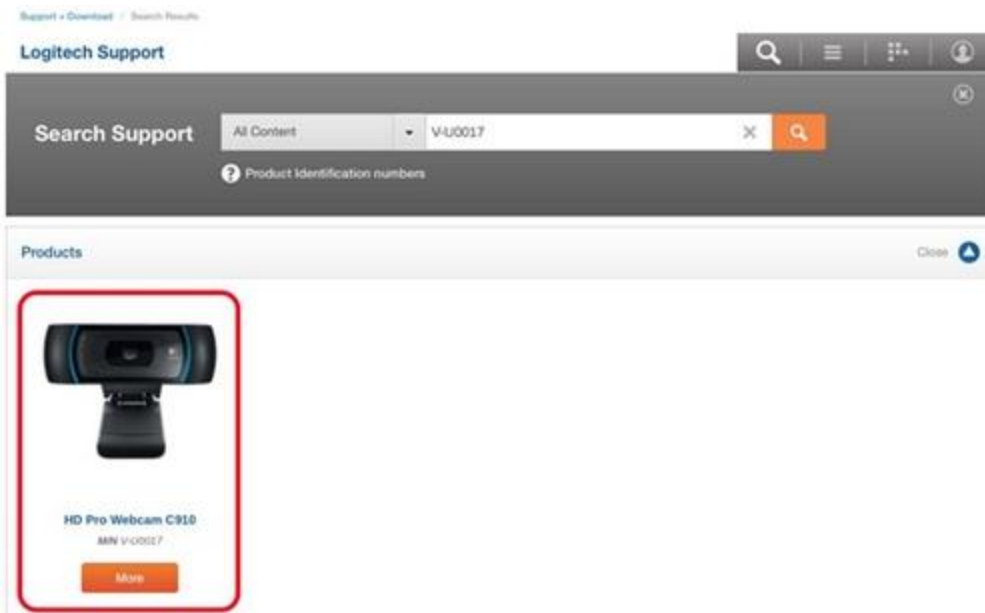 Support + Download / Search Results
Logitech Support
Search Support
All Content
V-U0017
Product Identification numbers
Products
Close
HD Pro Webcam C910
M/N V-U0017
More